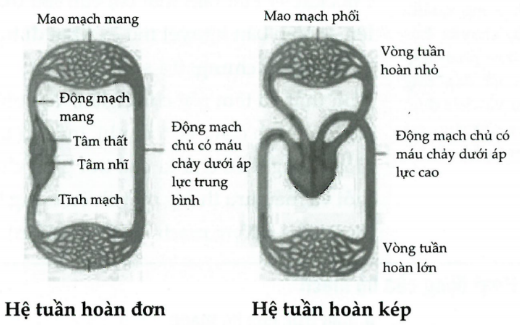 Mao mạch mang
Động mạch
mang
Tâm thất
Tâm nhĩ
Tĩnh mạch
Động mạch
chủ có máu
chảy dưới áp
lực trung
bình
Hệ tuần hoàn đơn
Mao mạch phổi
Vòng tuần
hoàn nhỏ
Động mạch chủ có
máu chảy dưới áp
lực cao
Vòng tuần
hoàn lớn
Hệ tuần hoàn kép